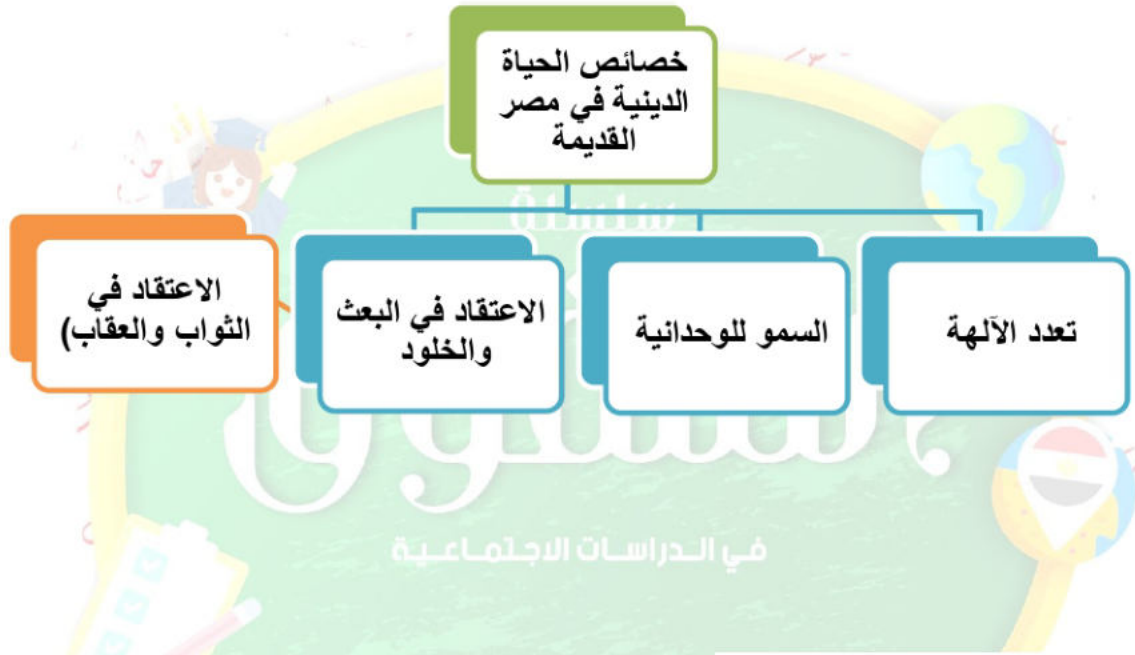 خصائص الحياة
الدينية في مصر
القديمة
تعدد الآلهة
السمو للوحدانية
الاعتقاد في البعث
والخلود
الاعتقاد في
الثواب والعقاب)
سلسلة
في الدراسات الاجتماعية